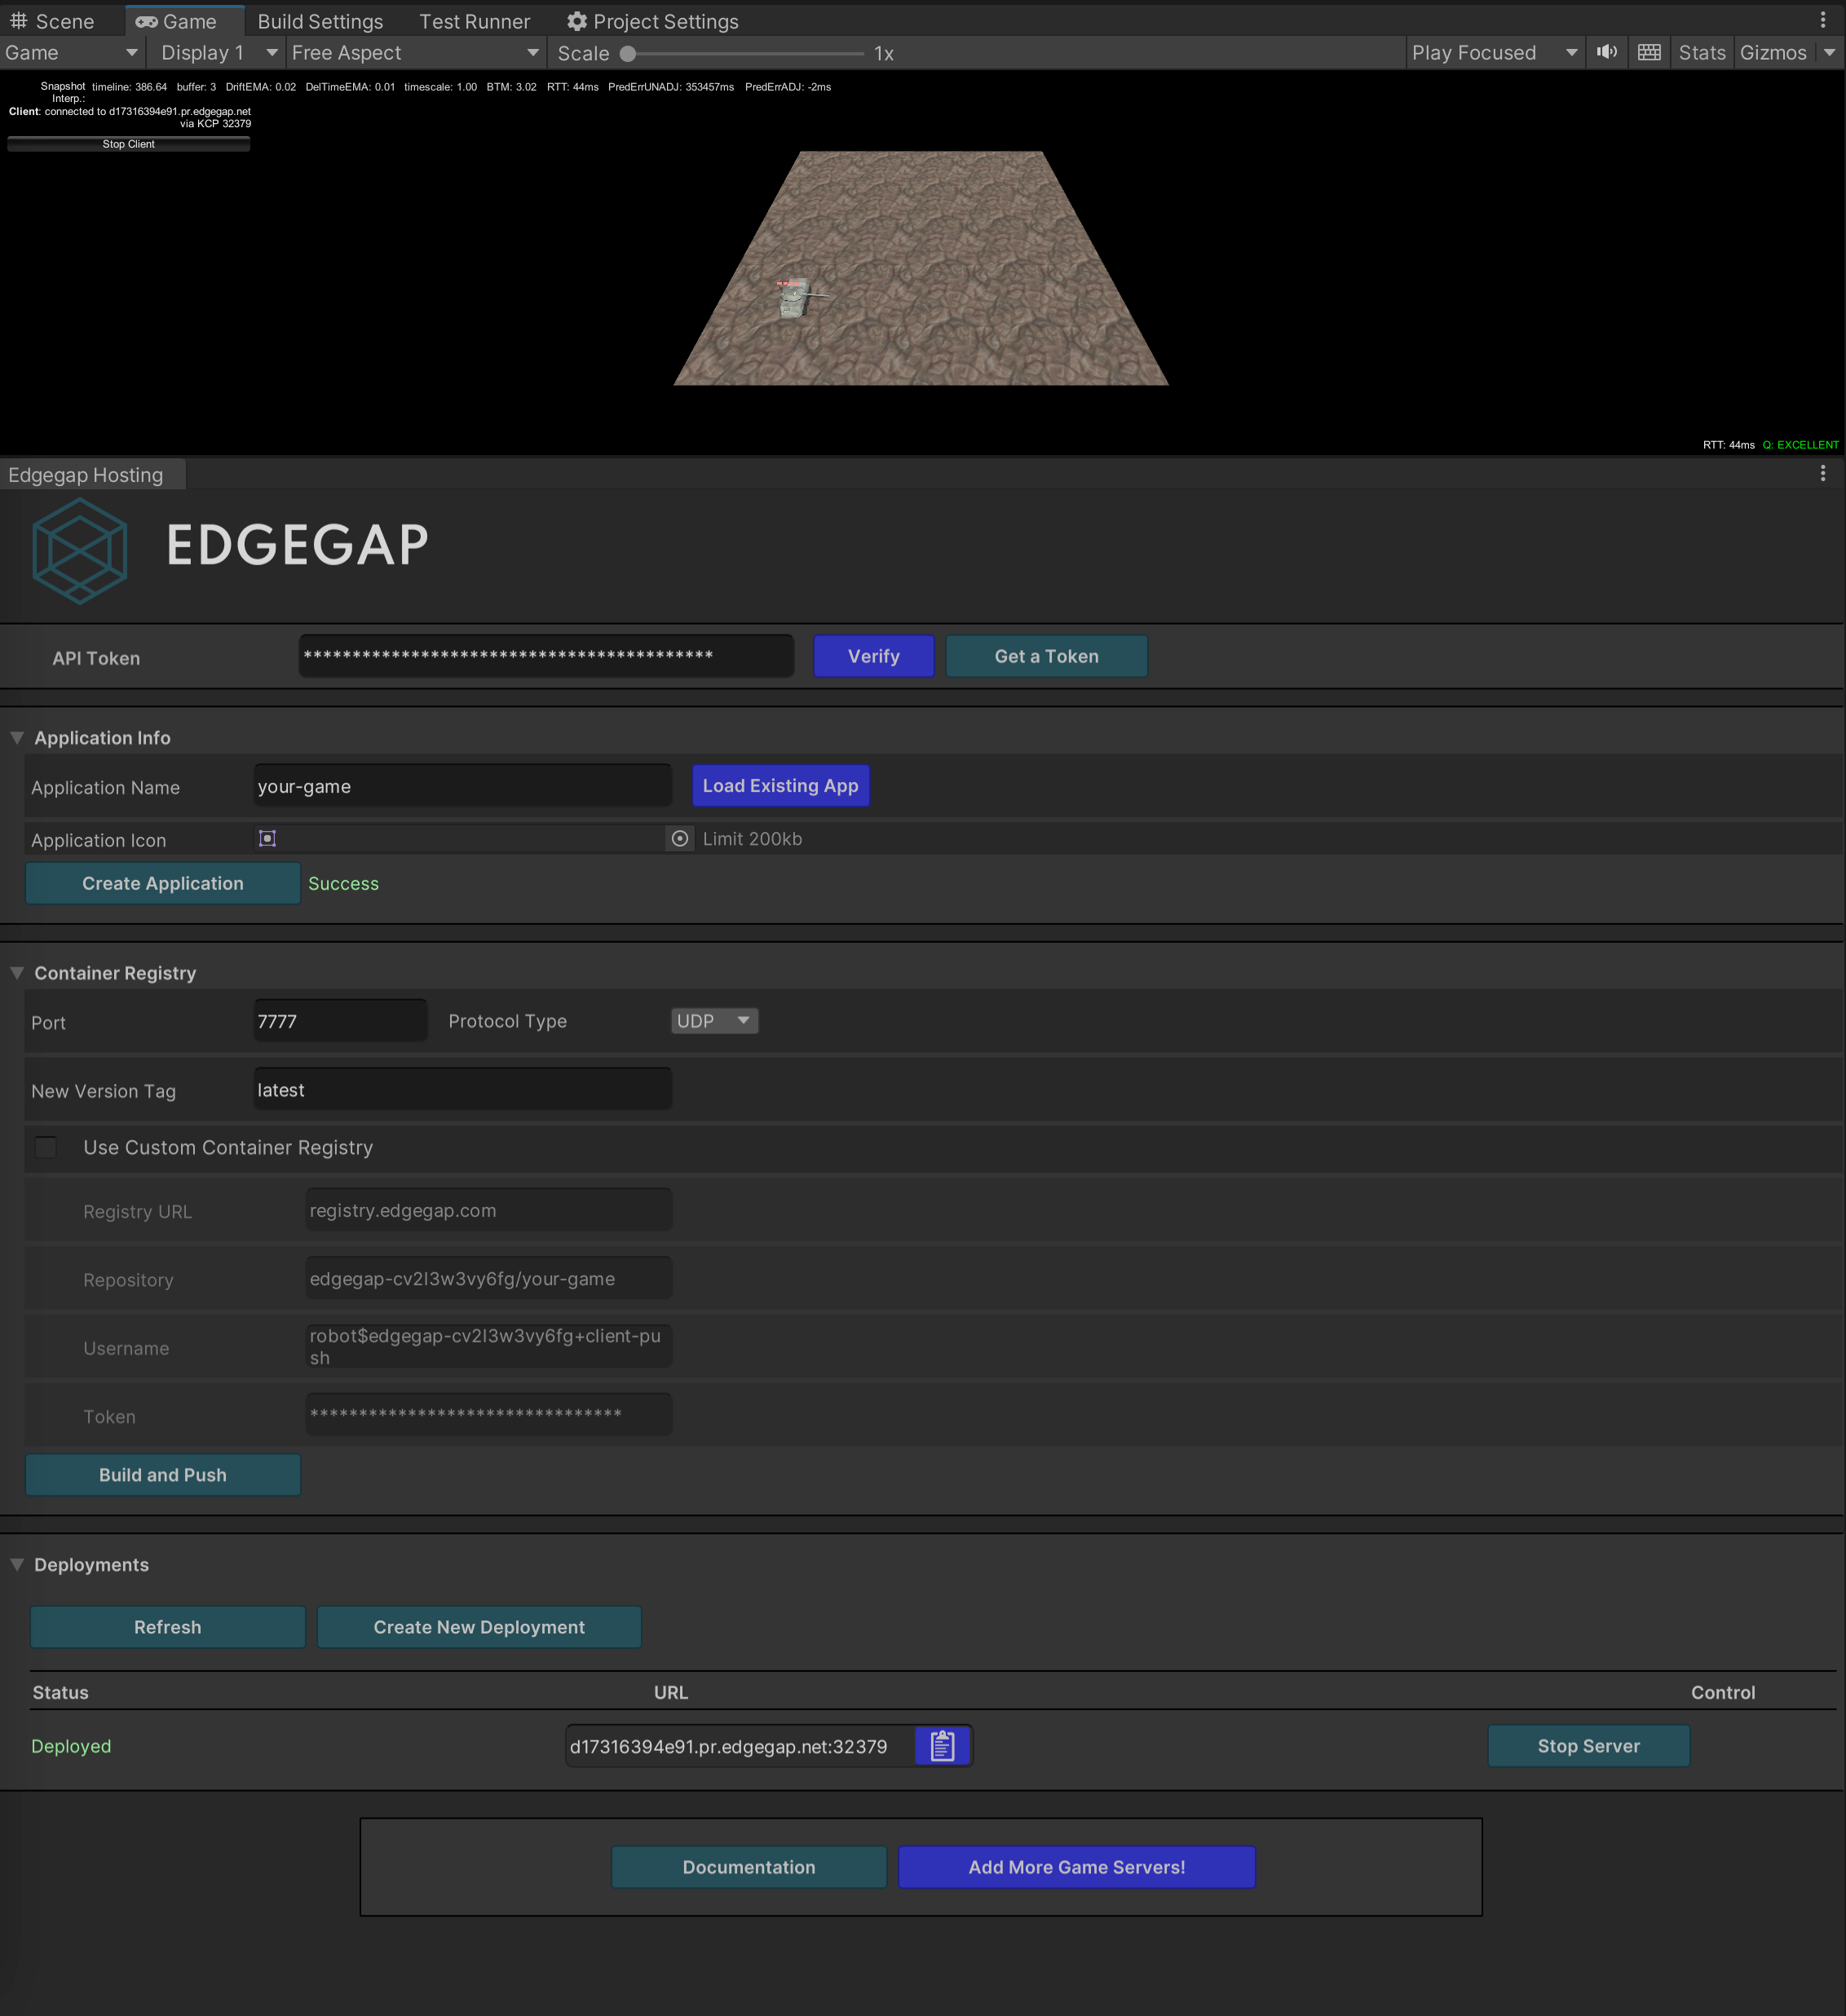 Scene Game Build Settings Test Runner Project Settings
Game Display 1 Free Aspect Scale 1x Play Focused Stats Gizmos
Snapshot Interp.: timeline: 386.64 buffer: 3 DriftEMA: 0.02 DelTimeEMA: 0.01 timescale: 1.00 BTM: 3.02 RTT: 44ms PredErrUNADJ: 353457ms PredErrADJ: -2ms
Client: connected to d17316394e91.pr.edgegap.net
via KCP 32379
Stop Client
RTT: 44ms Q: EXCELLENT
Edgegap Hosting
EDGEGAP
API Token ****************************************** Verify Get a Token
Application Info
Application Name your-game Load Existing App
Application Icon Limit 200kb
Create Application Success
Container Registry
Port 7777 Protocol Type UDP
New Version Tag latest
Use Custom Container Registry
Registry URL registry.edgegap.com
Repository edgegap-cv2l3w3vy6fg/your-game
Username robot$edgegap-cv2l3w3vy6fg+client-pu
sh
Token ********************************
Build and Push
Deployments
Refresh Create New Deployment
Status URL Control
Deployed d17316394e91.pr.edgegap.net:32379 Stop Server
Documentation Add More Game Servers!